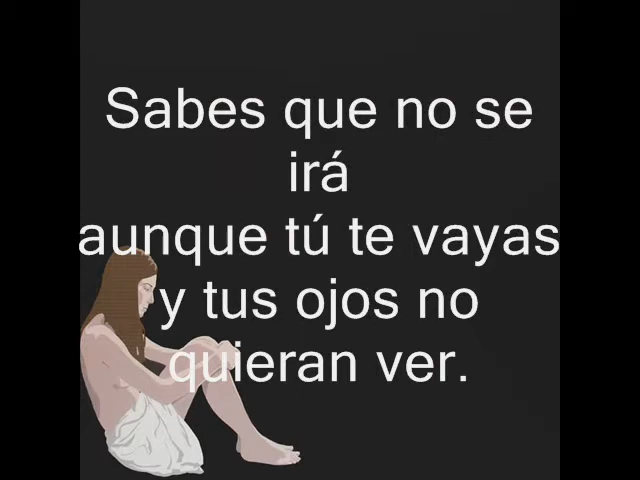 Sabes que no se
irá
aunque tú te vayas
y tus ojos no
quieran ver.